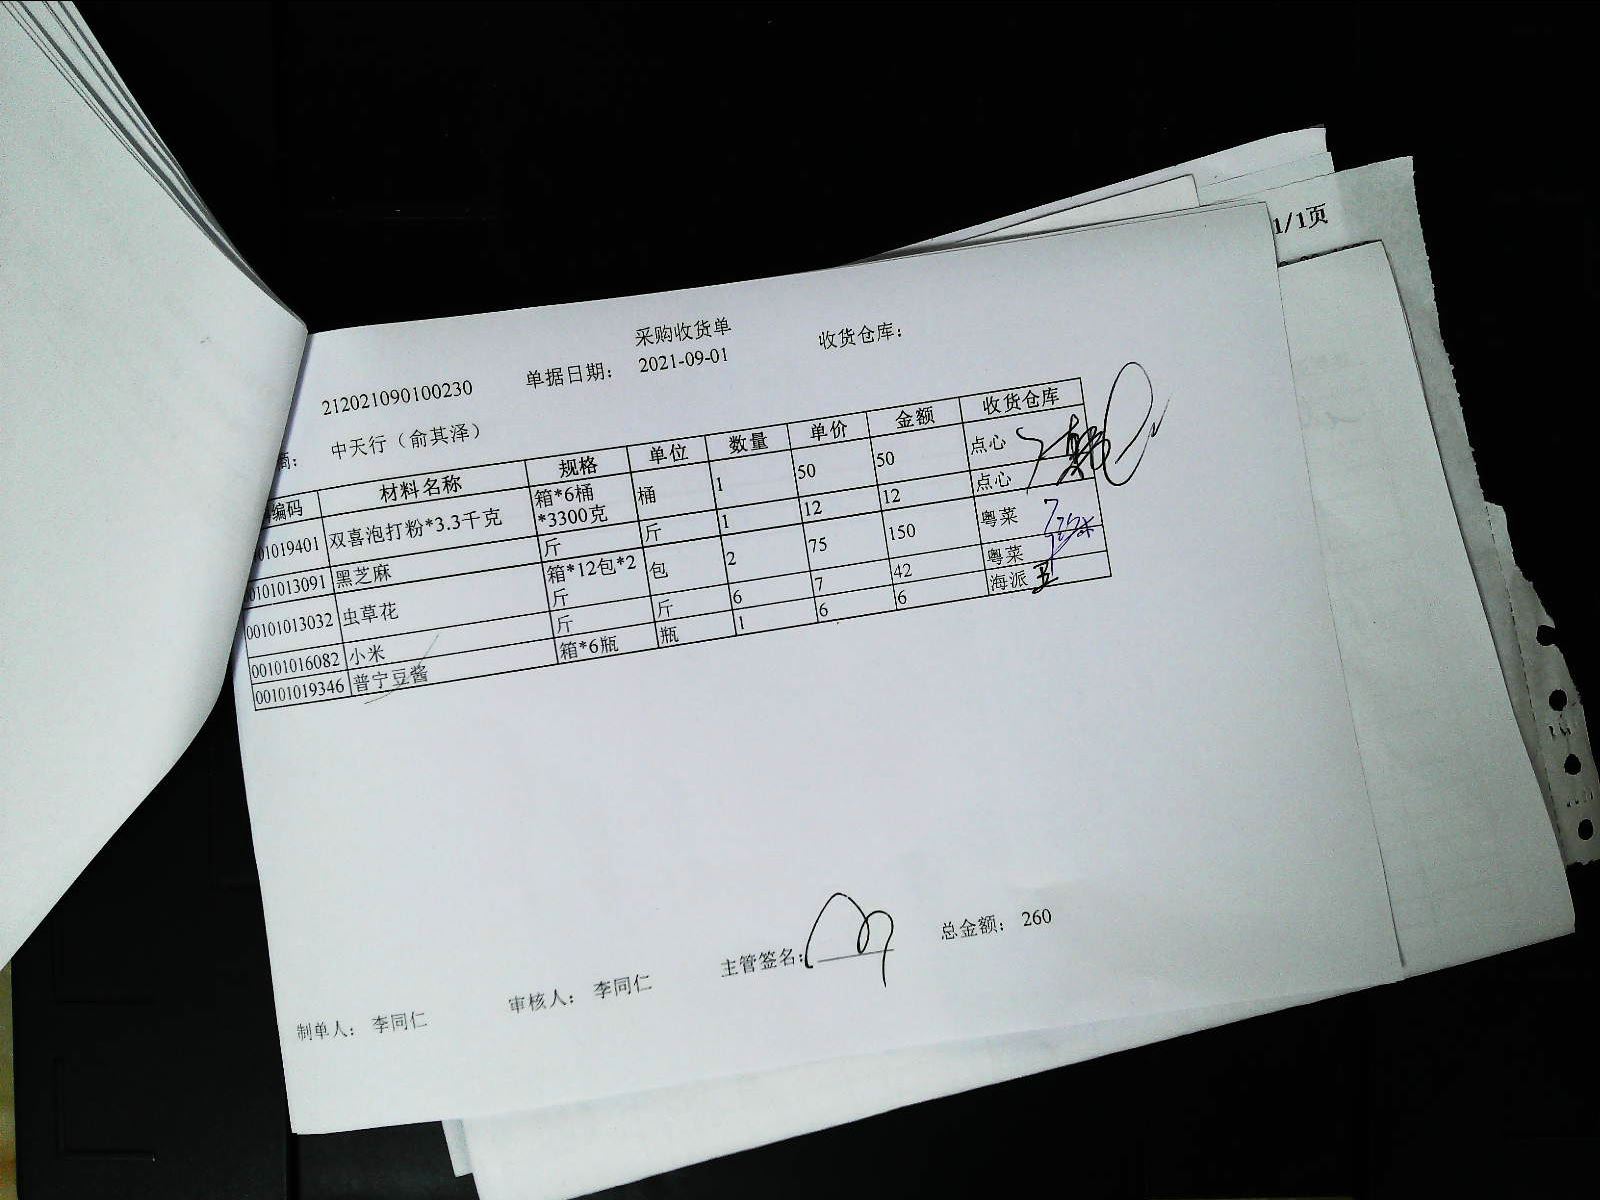 1/1页
采购收货单
212021090100230 单据日期： 2021-09-01 收货仓库：
商： 中天行（俞其泽）
编码 材料名称 规格 单位 数量 单价 金额 收货仓库
01019401 双喜泡打粉*3.3千克 箱*6桶*3300克 桶 1 50 50 点心
0101013091 黑芝麻 斤 斤 1 12 12 点心
00101013032 虫草花 箱*12包*2斤 包 2 75 150 粤菜
00101016082 小米 斤 斤 6 7 42 粤菜
00101019346 普宁豆酱 箱*6瓶 瓶 1 6 6 海派
制单人： 李同仁 审核人： 李同仁 主管签名： 总金额： 260